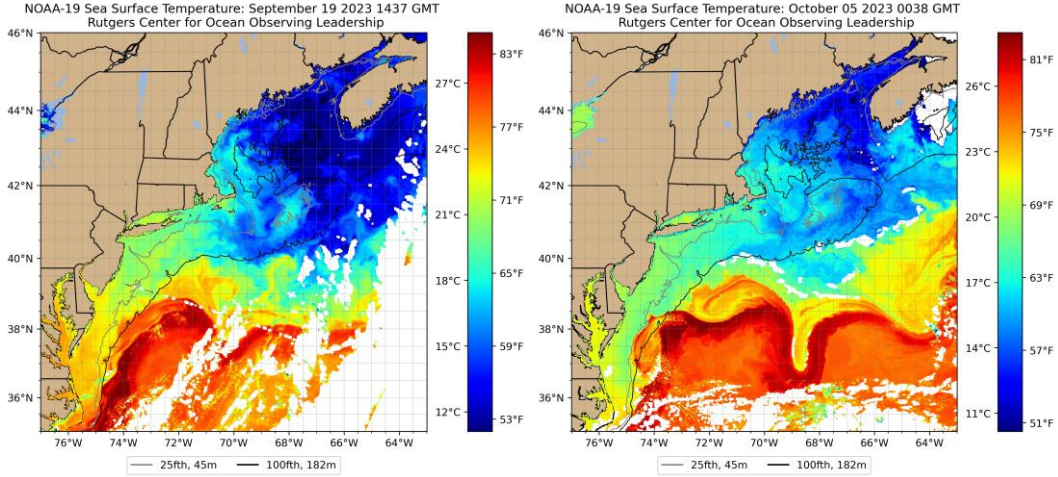 NOAA-19 Sea Surface Temperature: September 19 2023 1437 GMT
Rutgers Center for Ocean Observing Leadership
46°N
44°N
42°N
40°N
38°N
36°N
76°W 74°W 72°W 70°W 68°W 66°W 64°W
27°C
24°C
21°C
18°C
15°C
12°C
83°F
77°F
71°F
65°F
59°F
53°F
25fth, 45m 100fth, 182m
NOAA-19 Sea Surface Temperature: October 05 2023 0038 GMT
Rutgers Center for Ocean Observing Leadership
46°N
44°N
42°N
40°N
38°N
36°N
76°W 74°W 72°W 70°W 68°W 66°W 64°W
26°C
23°C
20°C
17°C
14°C
11°C
81°F
75°F
69°F
63°F
57°F
51°F
25fth, 45m 100fth, 182m